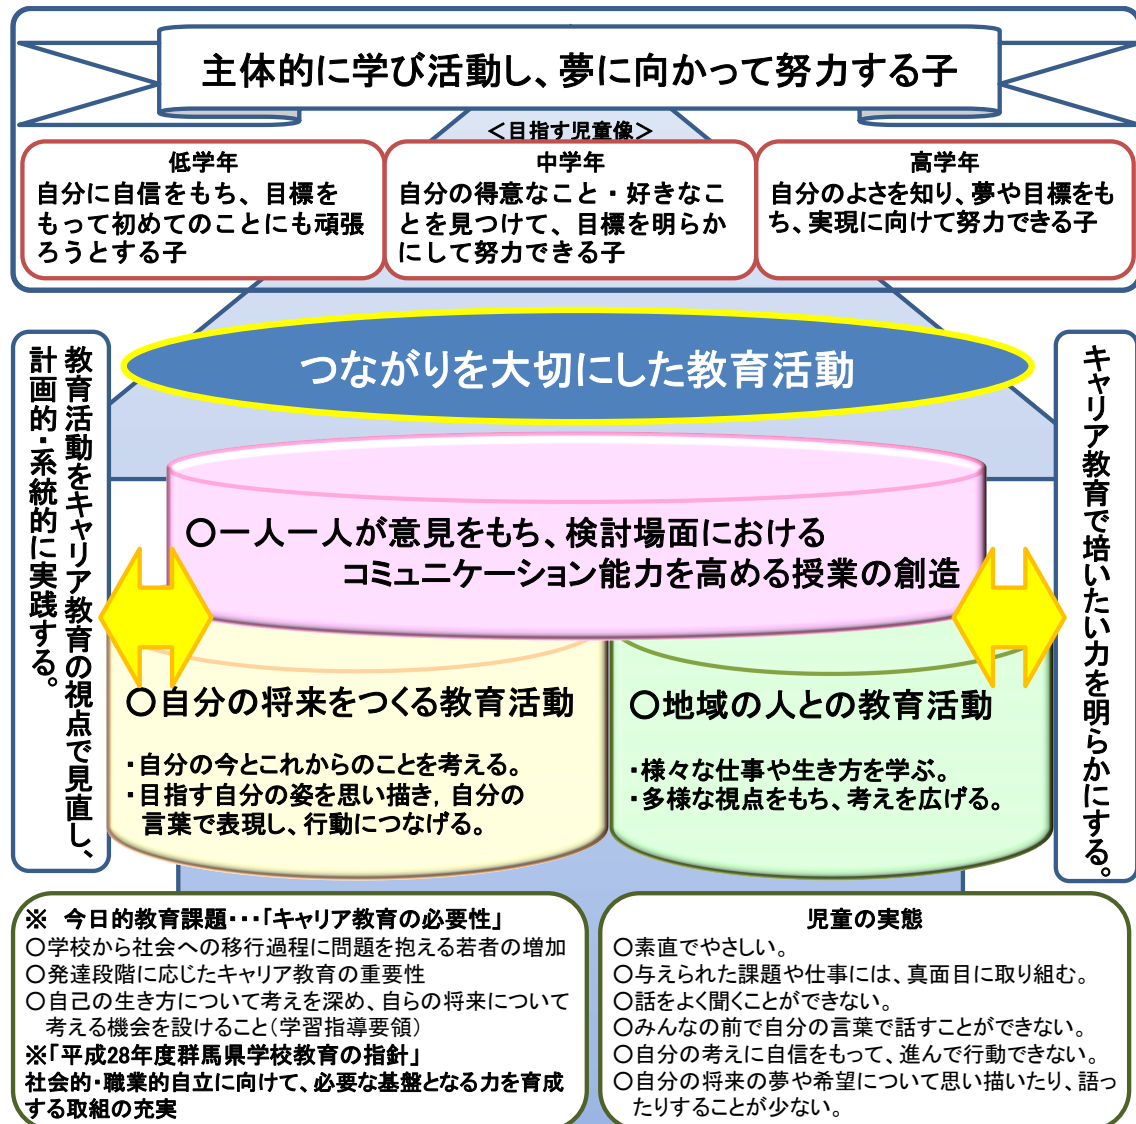 主体的に学び活動し、夢に向かって努力する子
＜目指す児童像＞
低学年
自分に自信をもち、目標を
もって初めてのことにも頑張
ろうとする子
中学年
自分の得意なこと・好きなこ
とを見つけて、目標を明らか
にして努力できる子
高学年
自分のよさを知り、夢や目標をも
ち、実現に向けて努力できる子
つながりを大切にした教育活動
教育活動をキャリア教育の視点で見直し、
計画的・系統的に実践する。
キャリア教育で培いたい力を明らかにする。
○一人一人が意見をもち、検討場面における
コミュニケーション能力を高める授業の創造
○自分の将来をつくる教育活動
・自分の今とこれからのことを考える。
・目指す自分の姿を思い描き，自分の
言葉で表現し、行動につなげる。
○地域の人との教育活動
・様々な仕事や生き方を学ぶ。
・多様な視点をもち、考えを広げる。
※　今日的教育課題・・・「キャリア教育の必要性」
○学校から社会への移行過程に問題を抱える若者の増加
○発達段階に応じたキャリア教育の重要性
○自己の生き方について考えを深め、自らの将来について
考える機会を設けること（学習指導要領）
※「平成28年度群馬県学校教育の指針」
社会的・職業的自立に向けて、必要な基盤となる力を育成
する取組の充実
児童の実態
○素直でやさしい。
○与えられた課題や仕事には、真面目に取り組む。
○話をよく聞くことができない。
○みんなの前で自分の言葉で話すことができない。
○自分の考えに自信をもって、進んで行動できない。
○自分の将来の夢や希望について思い描いたり、語っ
たりすることが少ない。